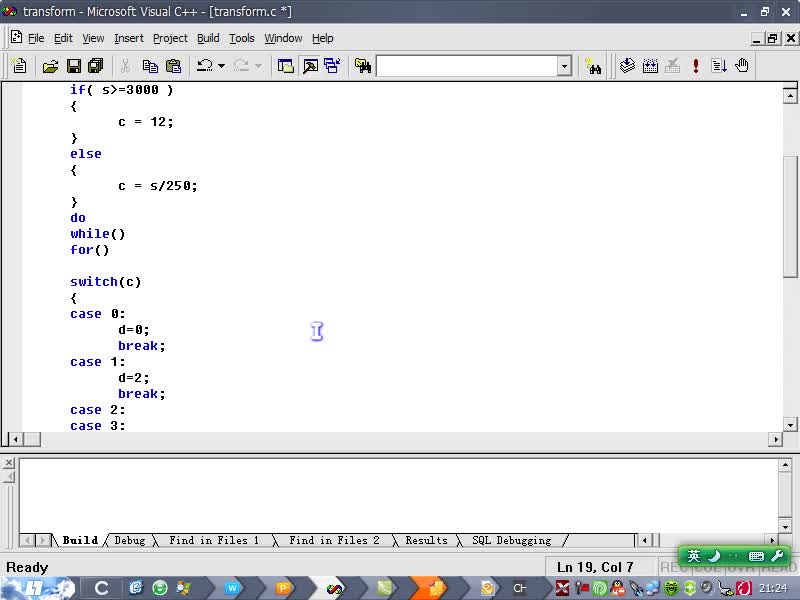 transform - Microsoft Visual C++ - [transform.c *]
File Edit View Insert Project Build Tools Window Help
if( s>=3000 )
{
c = 12;
}
else
{
c = s/250;
}
do
while()
for()
switch(c)
{
case 0:
d=0;
break;
case 1:
d=2;
break;
case 2:
case 3:
Build Debug Find in Files 1 Find in Files 2 Results SQL Debugging
英
Ready Ln 19, Col 7 REC COL OVR READ
C W P CH 21:24